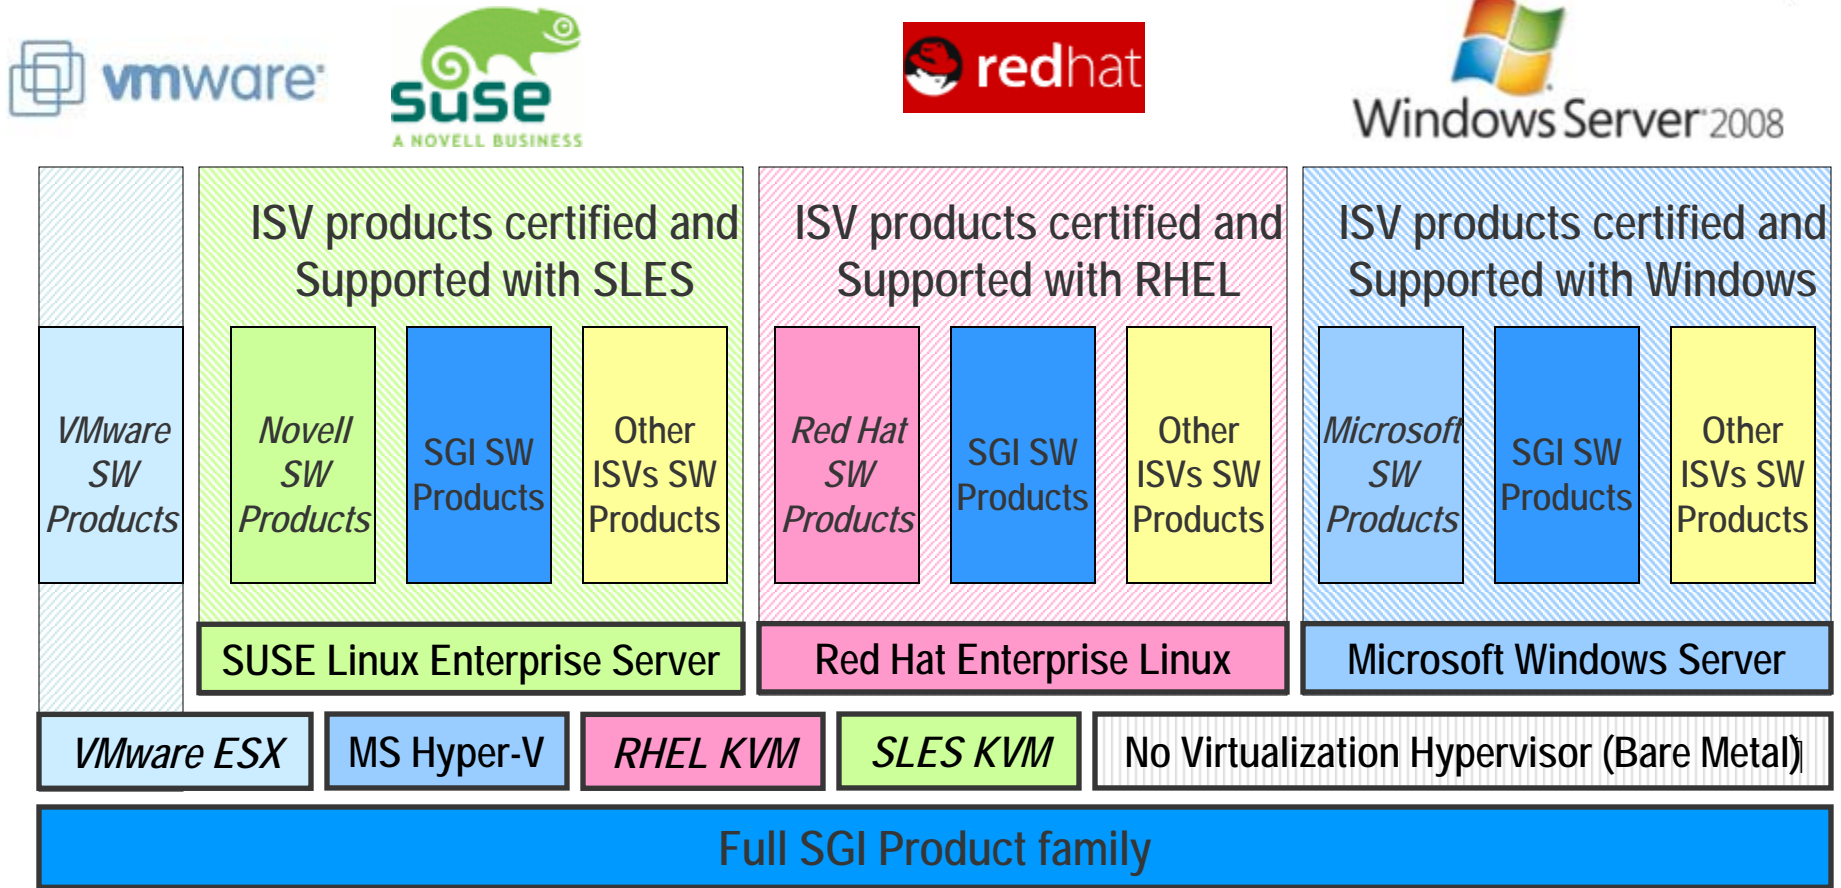 vmware
SUSE
A NOVELL BUSINESS
redhat
Windows Server 2008
ISV products certified and
Supported with SLES
ISV products certified and
Supported with RHEL
ISV products certified and
Supported with Windows
VMware
SW
Products
Novell
SW
Products
SGI SW
Products
Other
ISVs SW
Products
Red Hat
SW
Products
SGI SW
Products
Other
ISVs SW
Products
Microsoft
SW
Products
SGI SW
Products
Other
ISVs SW
Products
SUSE Linux Enterprise Server
Red Hat Enterprise Linux
Microsoft Windows Server
VMware ESX
MS Hyper-V
RHEL KVM
SLES KVM
No Virtualization Hypervisor (Bare Metal)
Full SGI Product family